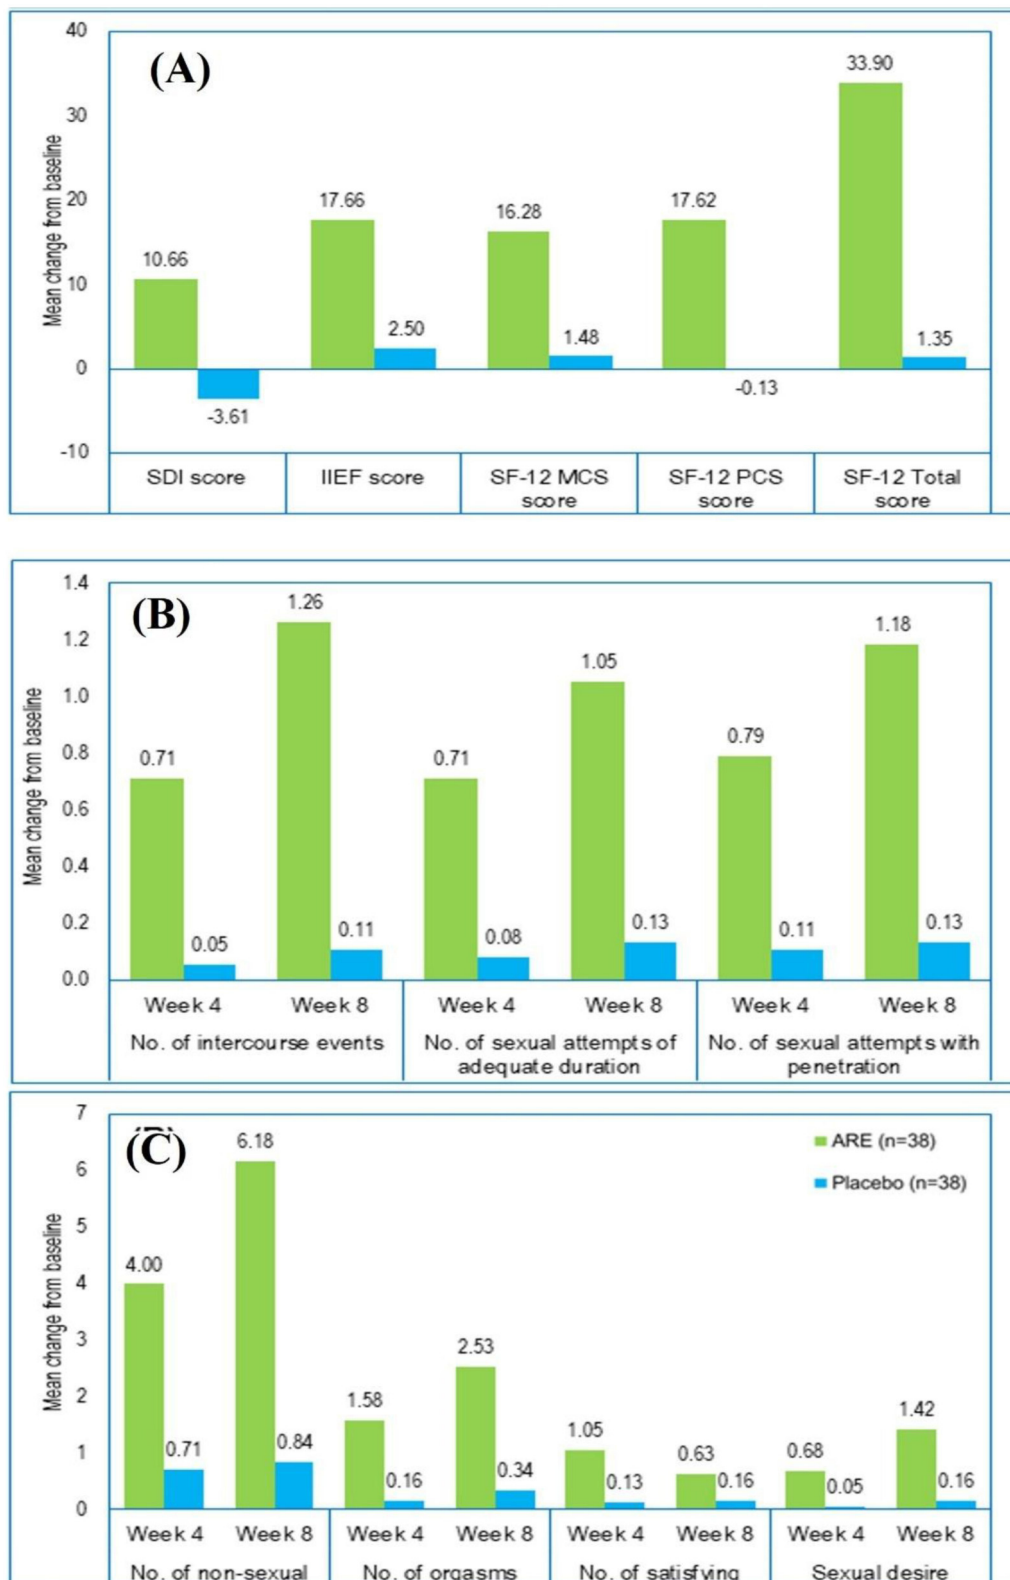 (A)
Mean change from baseline
40
30
20
10
0
-10
10.66
-3.61
17.66
2.50
16.28
1.48
17.62
-0.13
33.90
1.35
SDI score
IIEF score
SF-12 MCS
score
SF-12 PCS
score
SF-12 Total
score
(B)
Mean change from baseline
1.4
1.2
1.0
0.8
0.6
0.4
0.2
0.0
0.71
0.05
1.26
0.11
0.71
0.08
1.05
0.13
0.79
0.11
1.18
0.13
Week 4
Week 8
Week 4
Week 8
Week 4
Week 8
No. of intercourse events
No. of sexual attempts of
adequate duration
No. of sexual attempts with
penetration
(C)
ARE (n=38)
Placebo (n=38)
Mean change from baseline
7
6
5
4
3
2
1
0
4.00
0.71
6.18
0.84
1.58
0.16
2.53
0.34
1.05
0.13
0.63
0.16
0.68
0.05
1.42
0.16
Week 4
Week 8
Week 4
Week 8
Week 4
Week 8
Week 4
Week 8
No. of non-sexual
No. of orgasms
No. of satisfying
Sexual desire